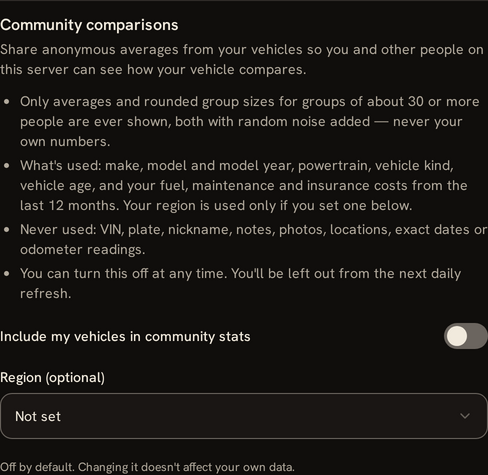 Community comparisons
Share anonymous averages from your vehicles so you and other people on
this server can see how your vehicle compares.
• Only averages and rounded group sizes for groups of about 30 or more
people are ever shown, both with random noise added — never your
own numbers.
• What's used: make, model and model year, powertrain, vehicle kind,
vehicle age, and your fuel, maintenance and insurance costs from the
last 12 months. Your region is used only if you set one below.
• Never used: VIN, plate, nickname, notes, photos, locations, exact dates or
odometer readings.
• You can turn this off at any time. You'll be left out from the next daily
refresh.
Include my vehicles in community stats
Region (optional)
Not set
Off by default. Changing it doesn't affect your own data.